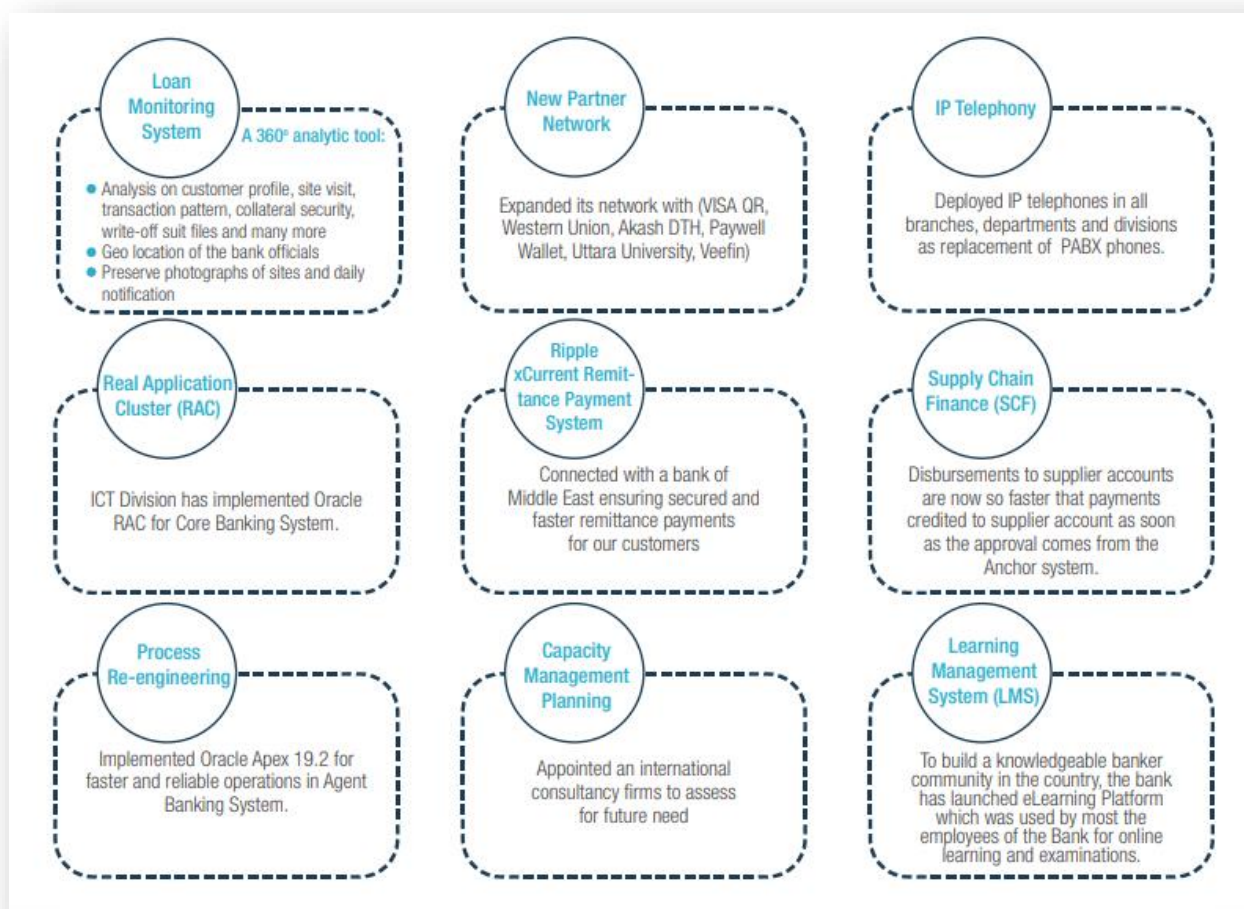 Loan
Monitoring
System
A 360° analytic tool:
● Analysis on customer profile, site visit,
transaction pattern, collateral security,
write-off suit files and many more
● Geo location of the bank officials
● Preserve photographs of sites and daily
notification
New Partner
Network
Expanded its network with (VISA QR,
Western Union, Akash DTH, Paywell
Wallet, Uttara University, Veefin)
IP Telephony
Deployed IP telephones in all
branches, departments and divisions
as replacement of PABX phones.
Real Application
Cluster (RAC)
ICT Division has implemented Oracle
RAC for Core Banking System.
Ripple
xCurrent Remit-
tance Payment
System
Connected with a bank of
Middle East ensuring secured and
faster remittance payments
for our customers
Supply Chain
Finance (SCF)
Disbursements to supplier accounts
are now so faster that payments
credited to supplier account as soon
as the approval comes from the
Anchor system.
Process
Re-engineering
Implemented Oracle Apex 19.2 for
faster and reliable operations in Agent
Banking System.
Capacity
Management
Planning
Appointed an international
consultancy firms to assess
for future need
Learning
Management
System (LMS)
To build a knowledgeable banker
community in the country, the bank
has launched eLearning Platform
which was used by most the
employees of the Bank for online
learning and examinations.